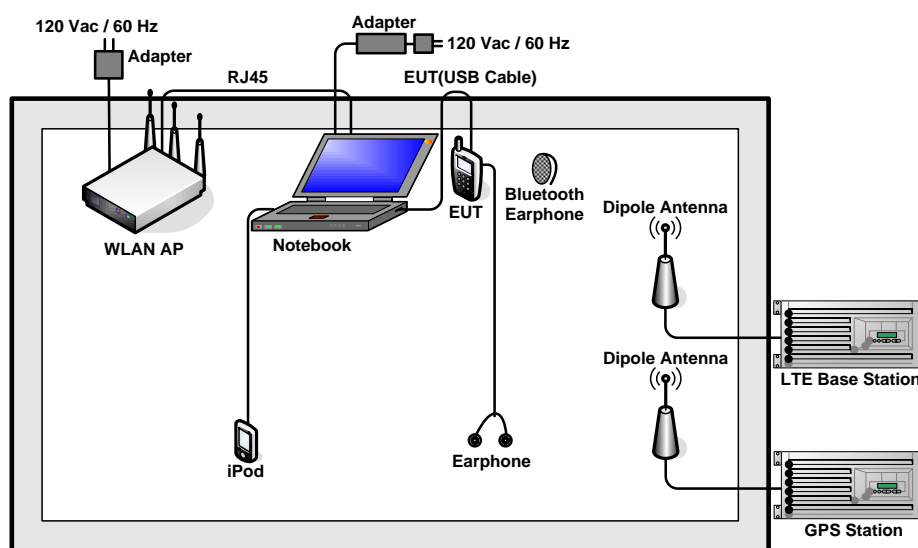 120 Vac / 60 Hz
Adapter
Adapter
120 Vac / 60 Hz
RJ45
EUT(USB Cable)
WLAN AP
Notebook
EUT
Bluetooth
Earphone
Dipole Antenna
LTE Base Station
Dipole Antenna
iPod
Earphone
GPS Station